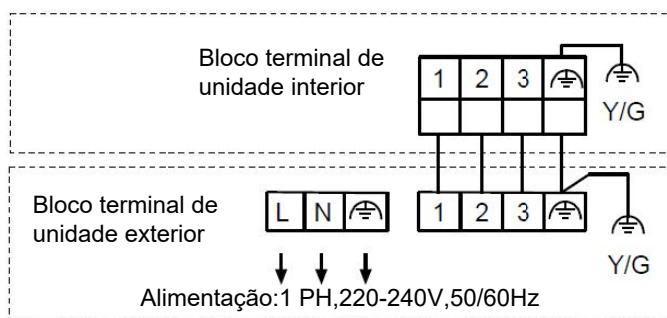 Bloco terminal de
unidade interior
1 2 3
Y/G
Bloco terminal de
unidade exterior
L N
1 2 3
Y/G
Alimentação:1 PH,220-240V,50/60Hz